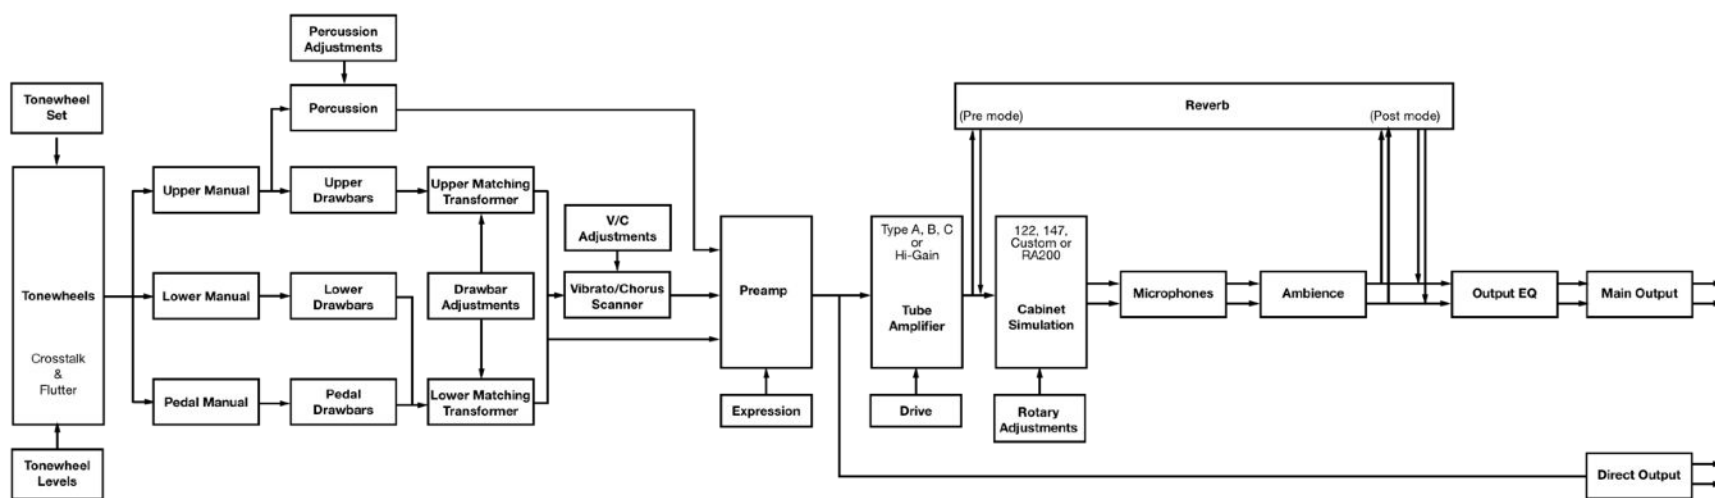 Percussion
Adjustments
Tonewheel
Set
Percussion
Reverb
(Pre mode)
(Post mode)
Upper Manual
Upper
Drawbars
Upper Matching
Transformer
V/C
Adjustments
Type A, B, C
or
Hi-Gain
122, 147,
Custom or
RA200
Tonewheels
Lower Manual
Lower
Drawbars
Drawbar
Adjustments
Vibrato/Chorus
Scanner
Preamp
Tube
Amplifier
Cabinet
Simulation
Microphones
Ambience
Output EQ
Main Output
Crosstalk
&
Flutter
Pedal Manual
Pedal
Drawbars
Lower Matching
Transformer
Expression
Drive
Rotary
Adjustments
Tonewheel
Levels
Direct Output